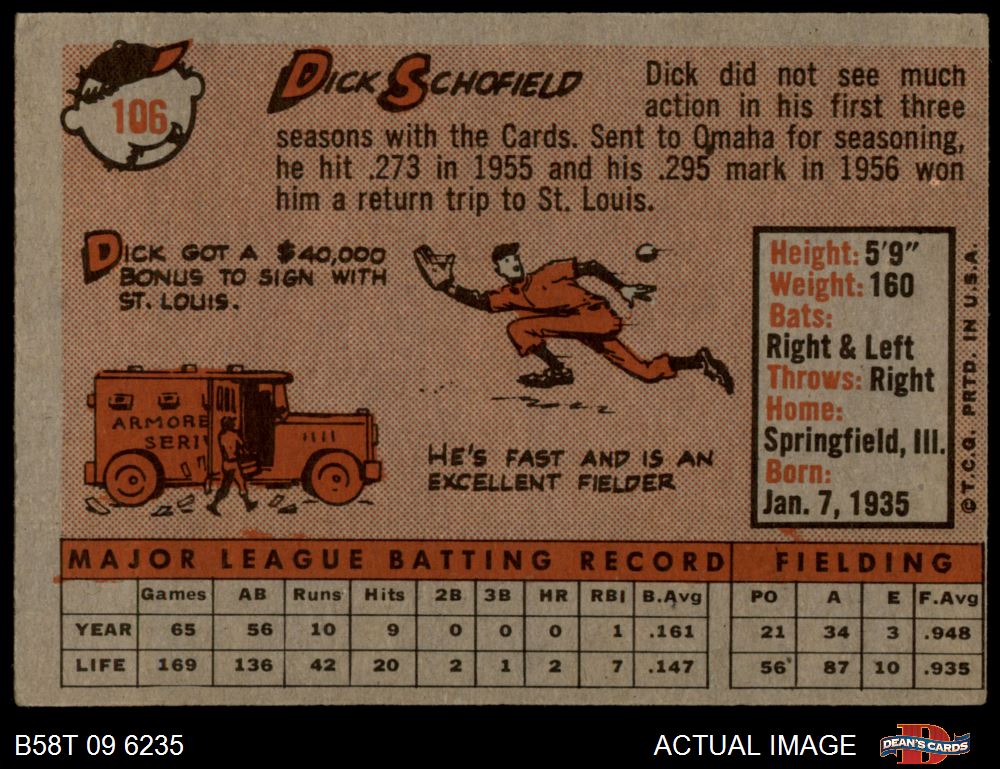 106
DICK SCHOFIELD
Dick did not see much
action in his first three
seasons with the Cards. Sent to Omaha for seasoning,
he hit .273 in 1955 and his .295 mark in 1956 won
him a return trip to St. Louis.
DICK GOT A $40,000
BONUS TO SIGN WITH
ST. LOUIS.
ARMORE
SERV
HE'S FAST AND IS AN
EXCELLENT FIELDER
Height: 5'9"
Weight: 160
Bats:
Right & Left
Throws: Right
Home:
Springfield, Ill.
Born:
Jan. 7, 1935
© T.C.G. PRTD. IN U.S.A.
MAJOR LEAGUE BATTING RECORD FIELDING
Games AB Runs Hits 2B 3B HR RBI B.Avg PO A E F.Avg
YEAR 65 56 10 9 0 0 0 1 .161 21 34 3 .948
LIFE 169 136 42 20 2 1 2 7 .147 56 87 10 .935
B58T 09 6235
ACTUAL IMAGE
DEAN'S CARDS